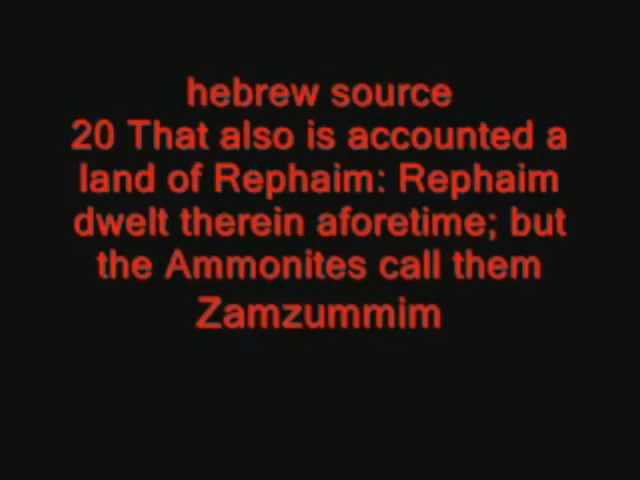 hebrew source
20 That also is accounted a
land of Rephaim: Rephaim
dwelt therein aforetime; but
the Ammonites call them
Zamzummim